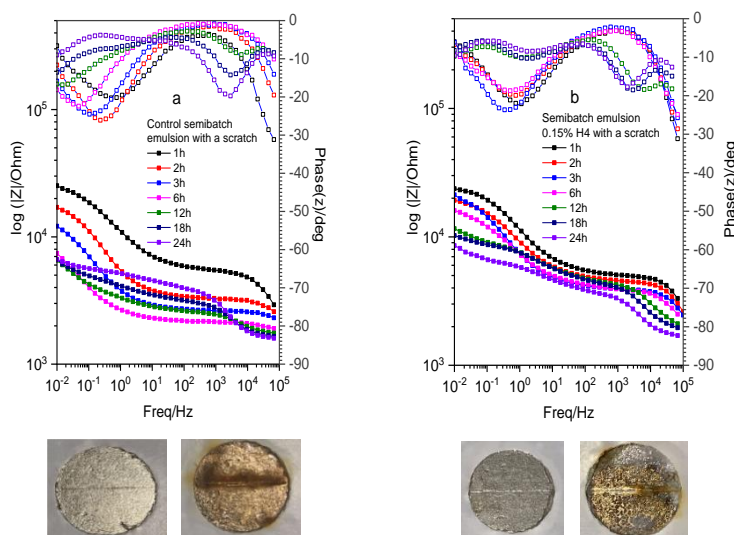 a
Control semibatch
emulsion with a scratch
1h
2h
3h
6h
12h
18h
24h
log (|Z|/Ohm)
10^5
10^4
10^3
Phase(z)/deg
0
-10
-20
-30
-40
-50
-60
-70
-80
-90
10^-2 10^-1 10^0 10^1 10^2 10^3 10^4 10^5
Freq/Hz
b
Semibatch emulsion
0.15% H4 with a scratch
1h
2h
3h
6h
12h
18h
24h
log (|Z|/Ohm)
10^5
10^4
10^3
Phase(z)/deg
0
-10
-20
-30
-40
-50
-60
-70
-80
-90
10^-2 10^-1 10^0 10^1 10^2 10^3 10^4 10^5
Freq/Hz